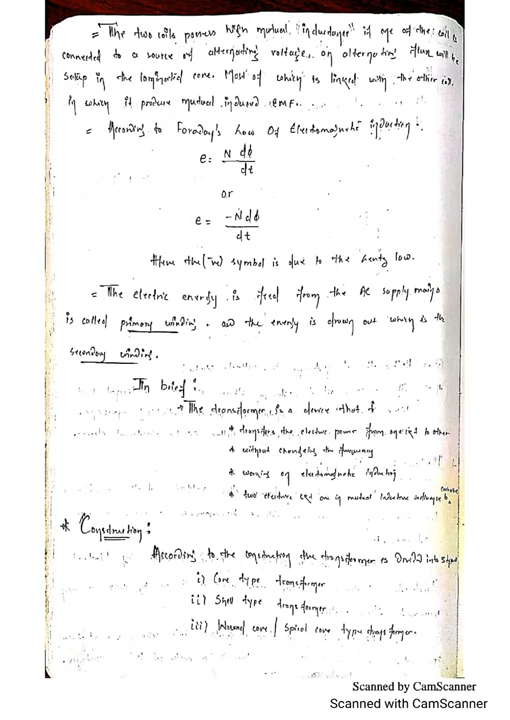 = The two coils possess high mutual inductance if one of the coil is
connected to a source of alternating voltage, an alternating flux will be
setup in the laminated core. Most of which is linked with the other coil.
in which it produce mutual induced EMF.
= According to Faraday's Law Of Electromagnetic induction :
e = N dϕ / dt
or
e = -N dϕ / dt
Here the (-ve) symbol is due to the Lentz law.
= The electric energy is feed from the AC supply mains
is called primary winding. and the energy is drawn out which is the
secondary winding.
In brief :
The transformer is a device that
* transfers the electric power from one ckt to other
* without changing the frequency
* working on electromagnetic induction
* two electric ckt are in mutual inductive influence
* Construction :
According to the construction the transformer is divided into 3 types
i) Core type transformer
ii) Shell type transformer
iii) Wound core / Spiral core type transformer.
Scanned by CamScanner
Scanned with CamScanner